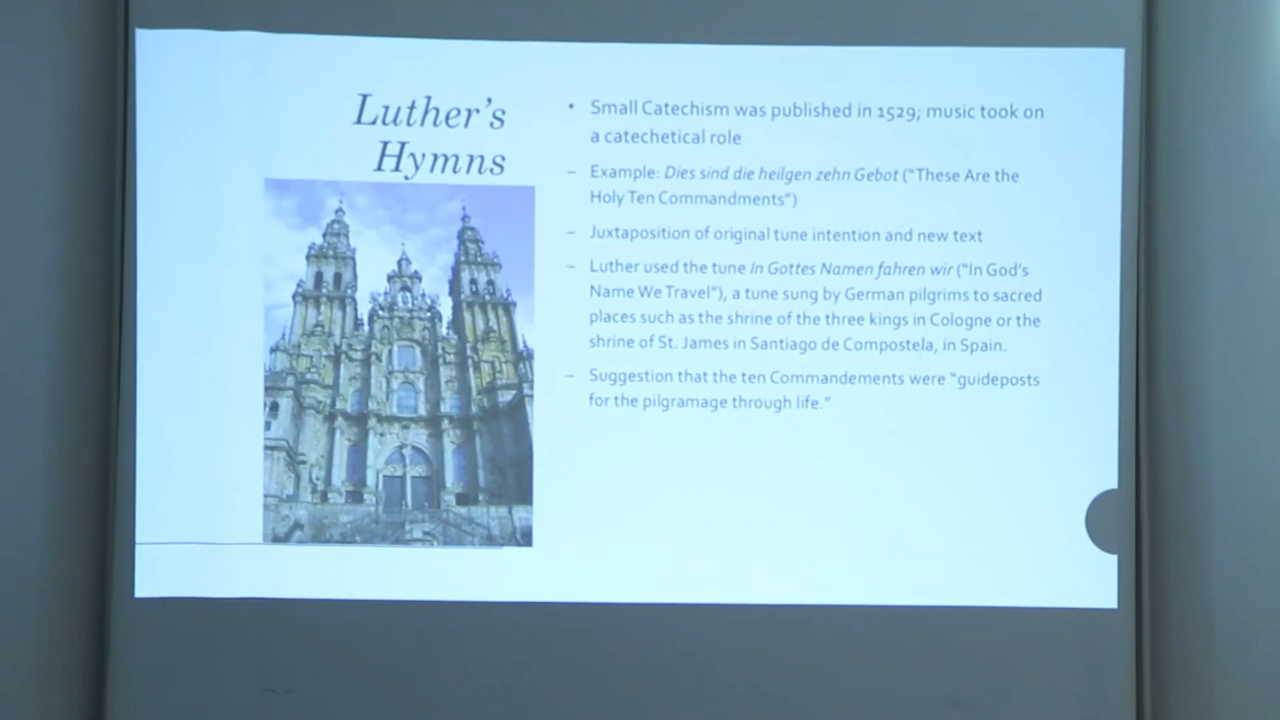 Luther's
Hymns
• Small Catechism was published in 1529; music took on
a catechetical role
– Example: Dies sind die heilgen zehn Gebot ("These Are the
Holy Ten Commandments")
– Juxtaposition of original tune intention and new text
– Luther used the tune In Gottes Namen fahren wir ("In God's
Name We Travel"), a tune sung by German pilgrims to sacred
places such as the shrine of the three kings in Cologne or the
shrine of St. James in Santiago de Compostela, in Spain.
– Suggestion that the ten Commandements were "guideposts
for the pilgramage through life."